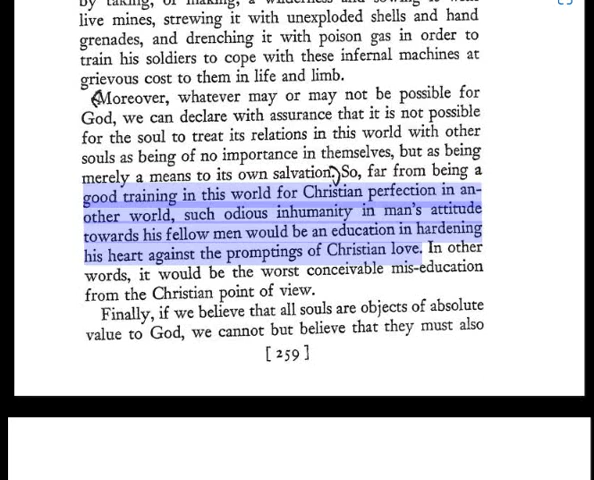 live mines, strewing it with unexploded shells and hand
grenades, and drenching it with poison gas in order to
train his soldiers to cope with these infernal machines at
grievous cost to them in life and limb.
(Moreover, whatever may or may not be possible for
God, we can declare with assurance that it is not possible
for the soul to treat its relations in this world with other
souls as being of no importance in themselves, but as being
merely a means to its own salvation.) So, far from being a
good training in this world for Christian perfection in an-
other world, such odious inhumanity in man's attitude
towards his fellow men would be an education in hardening
his heart against the promptings of Christian love. In other
words, it would be the worst conceivable mis-education
from the Christian point of view.
Finally, if we believe that all souls are objects of absolute
value to God, we cannot but believe that they must also
[ 259 ]